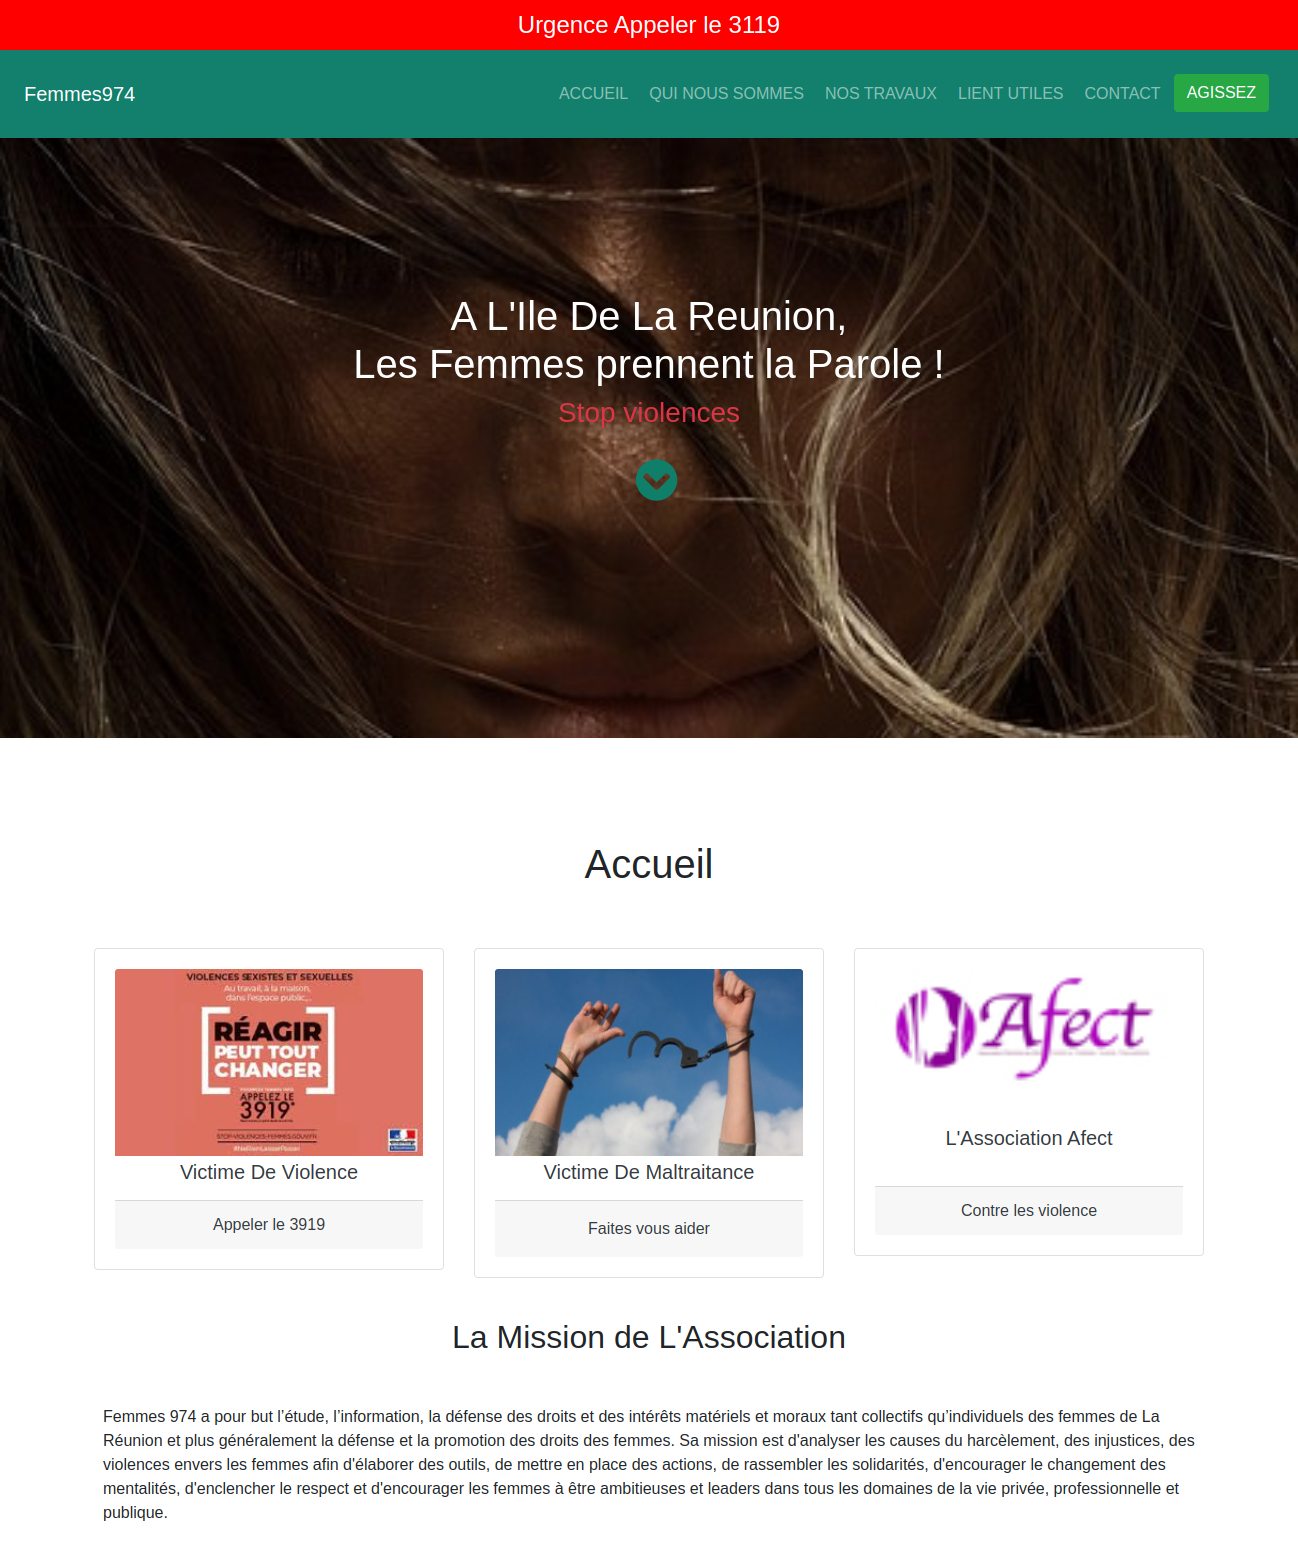 Urgence Appeler le 3119
Femmes974
ACCUEIL
QUI NOUS SOMMES
NOS TRAVAUX
LIENT UTILES
CONTACT
AGISSEZ
A L'Ile De La Reunion,
Les Femmes prennent la Parole !
Stop violences
Accueil
VIOLENCES SEXISTES ET SEXUELLES
Au travail, à la maison,
dans l'espace public...
RÉAGIR
PEUT TOUT
CHANGER
APPELEZ LE
3919*
STOP-VIOLENCES-FEMMES.GOUV.FR
#NeRienLaisserPasser
Victime De Violence
Appeler le 3919
Victime De Maltraitance
Faites vous aider
Afect
L'Association Afect
Contre les violence
La Mission de L'Association
Femmes 974 a pour but l’étude, l’information, la défense des droits et des intérêts matériels et moraux tant collectifs qu’individuels des femmes de La
Réunion et plus généralement la défense et la promotion des droits des femmes. Sa mission est d'analyser les causes du harcèlement, des injustices, des
violences envers les femmes afin d'élaborer des outils, de mettre en place des actions, de rassembler les solidarités, d'encourager le changement des
mentalités, d'enclencher le respect et d'encourager les femmes à être ambitieuses et leaders dans tous les domaines de la vie privée, professionnelle et
publique.